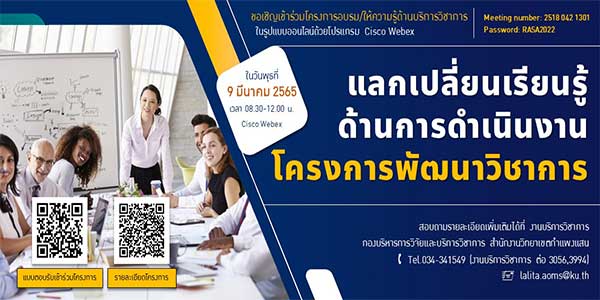 ขอเชิญเข้าร่วมโครงการอบรม/ให้ความรู้ด้านบริการวิชาการ
ในรูปแบบออนไลน์ด้วยโปรแกรม Cisco Webex
Meeting number: 2518 042 1301
Password: RASA2022
ในวันพุธที่
9 มีนาคม 2565
เวลา 08.30-12.00 น.
Cisco Webex
แลกเปลี่ยนเรียนรู้
ด้านการดำเนินงาน
โครงการพัฒนาวิชาการ
แบบตอบรับเข้าร่วมโครงการ
รายละเอียดโครงการ
สอบถามรายละเอียดเพิ่มเติมได้ที่ งานบริการวิชาการ
กองบริหารการวิจัยและบริการวิชาการ สำนักงานวิทยาเขตกำแพงแสน
Tel.034-341549 (งานบริการวิชาการ ต่อ 3056,3994)
lalita.aoms@ku.th